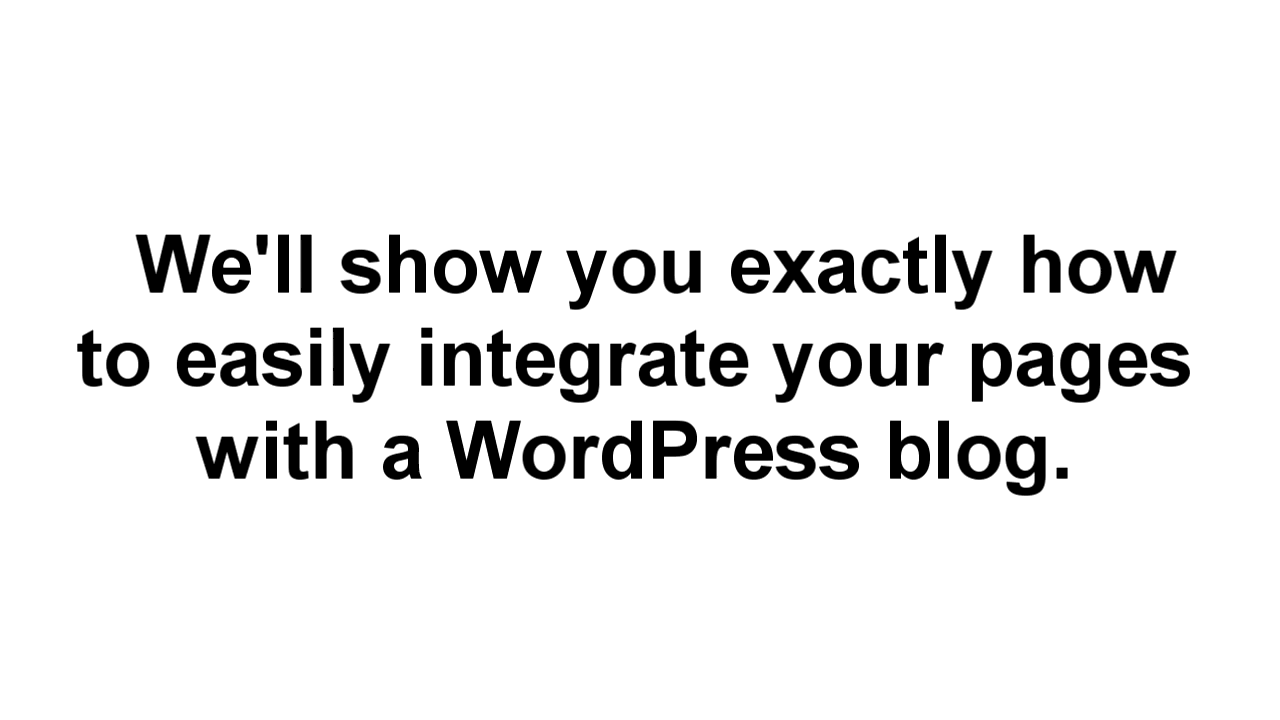 We'll show you exactly how
to easily integrate your pages
with a WordPress blog.